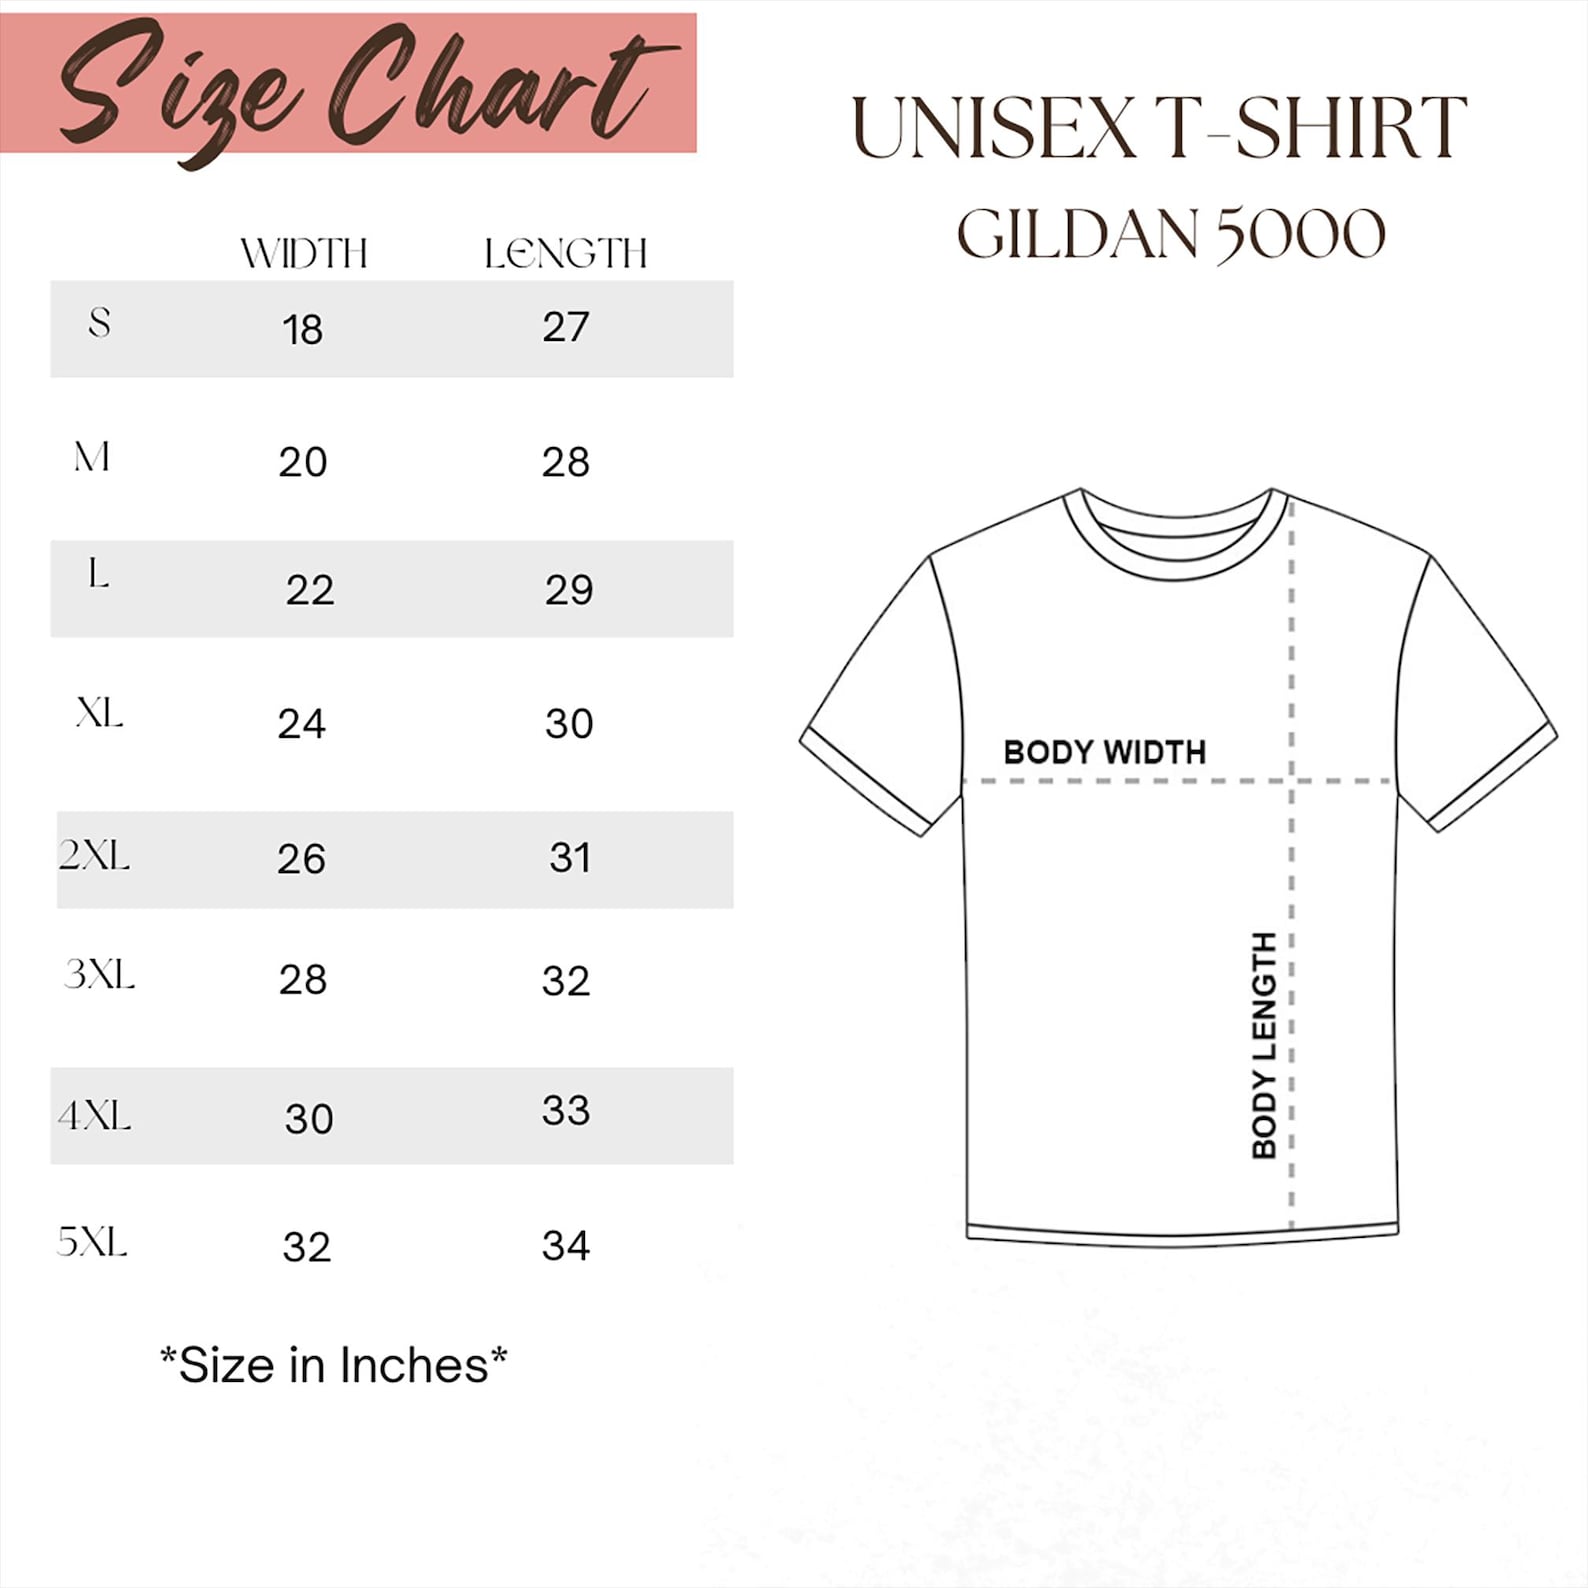 Size Chart
UNISEX T-SHIRT
GILDAN 5000
WIDTH LENGTH
S 18 27
M 20 28
L 22 29
XL 24 30
2XL 26 31
3XL 28 32
4XL 30 33
5XL 32 34
*Size in Inches*
BODY WIDTH
BODY LENGTH